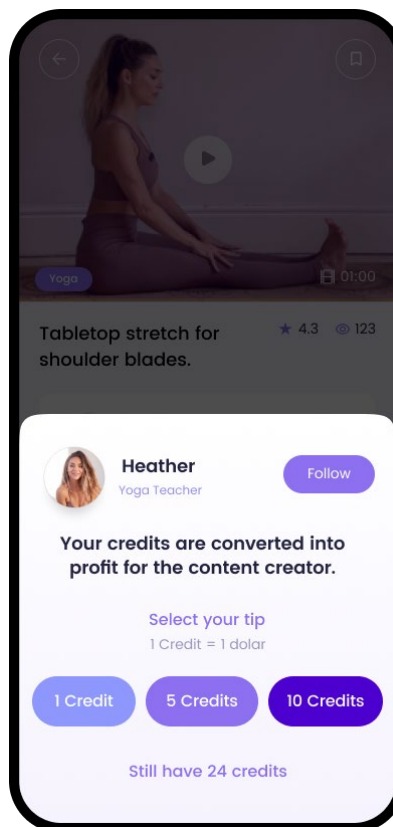 Yoga
01:00
Tabletop stretch for
shoulder blades.
4.3
123
Heather
Yoga Teacher
Follow
Your credits are converted into
profit for the content creator.
Select your tip
1 Credit = 1 dolar
1 Credit
5 Credits
10 Credits
Still have 24 credits